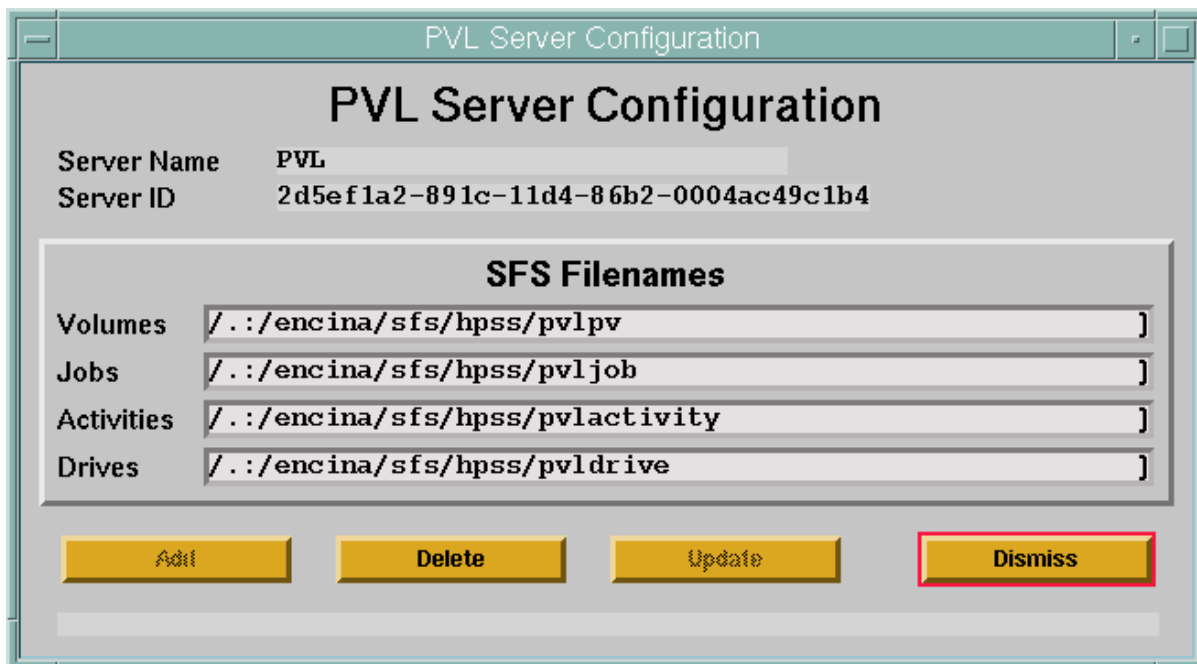 PVL Server Configuration
PVL Server Configuration
Server Name PVL
Server ID 2d5ef1a2-891c-11d4-86b2-0004ac49c1b4
SFS Filenames
Volumes /.:/encina/sfs/hpss/pvlpv ]
Jobs /.:/encina/sfs/hpss/pvljob ]
Activities /.:/encina/sfs/hpss/pvlactivity ]
Drives /.:/encina/sfs/hpss/pvldrive ]
Add Delete Update Dismiss